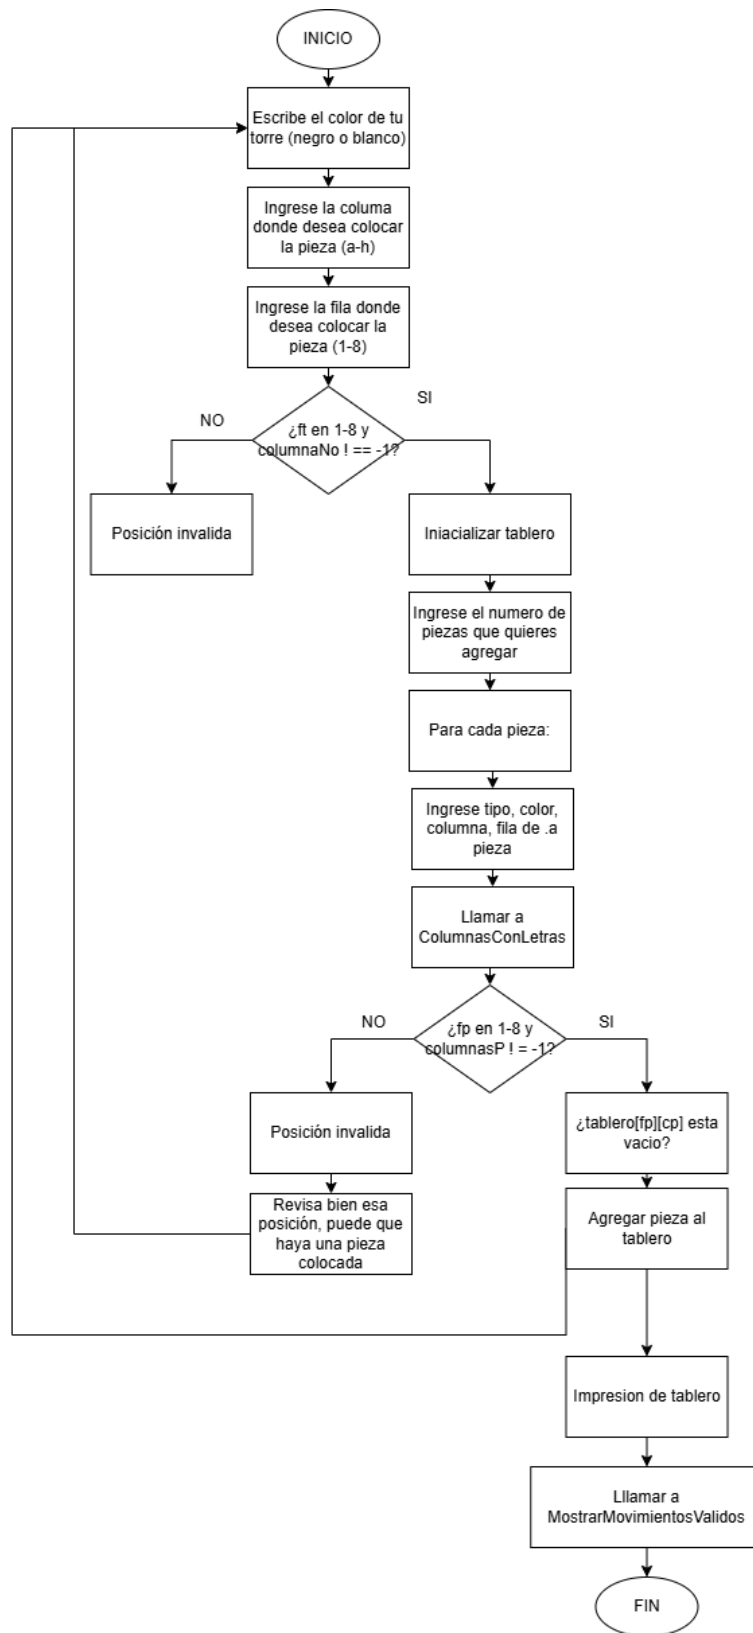 INICIO
Escribe el color de tu
torre (negro o blanco)
Ingrese la columa
donde desea colocar
la pieza (a-h)
Ingrese la fila donde
desea colocar la
pieza (1-8)
SI
NO
¿ft en 1-8 y
columnaNo ! == -1?
Posición invalida
Iniacializar tablero
Ingrese el numero de
piezas que quieres
agregar
Para cada pieza:
Ingrese tipo, color,
columna, fila de .a
pieza
Llamar a
ColumnasConLetras
NO
SI
¿fp en 1-8 y
columnasP ! = -1?
Posición invalida
¿tablero[fp][cp] esta
vacio?
Revisa bien esa
posición, puede que
haya una pieza
colocada
Agregar pieza al
tablero
Impresion de tablero
Lllamar a
MostrarMovimientosValidos
FIN